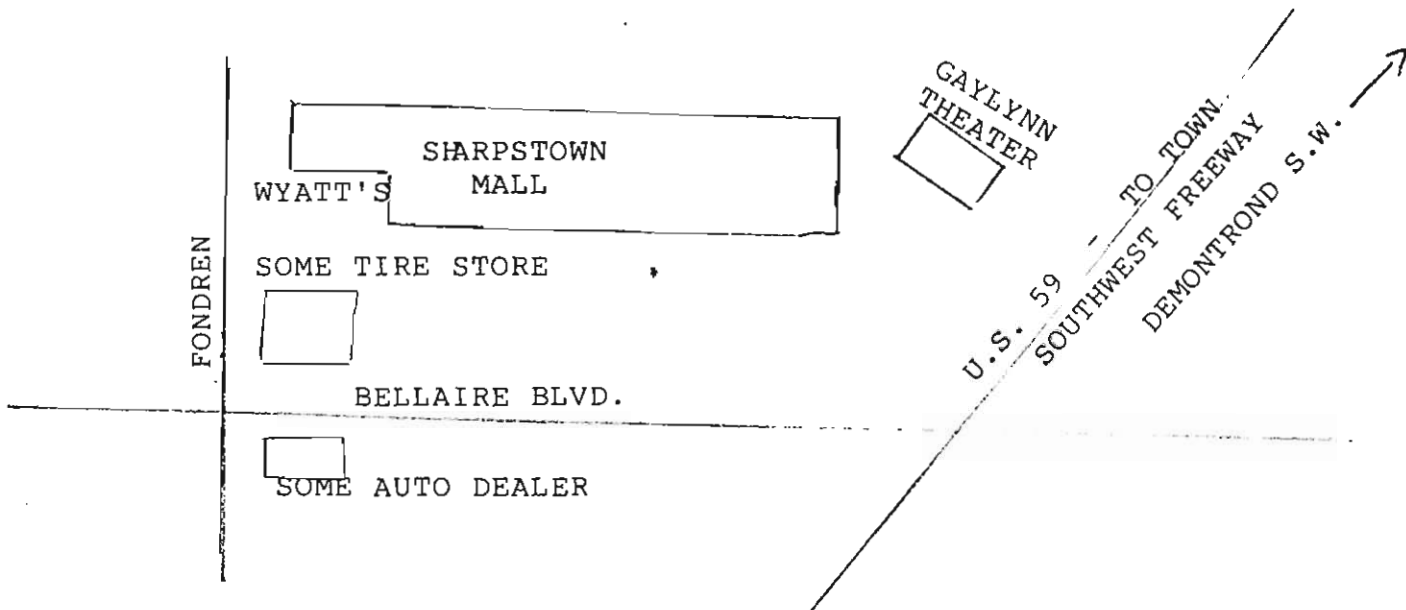 GAYLYNN
THEATER
SHARPSTOWN
MALL
WYATT'S
FONDREN
SOME TIRE STORE
U.S. 59 - TO TOWN
SOUTHWEST FREEWAY
DEMONTROND S.W.
BELLAIRE BLVD.
SOME AUTO DEALER